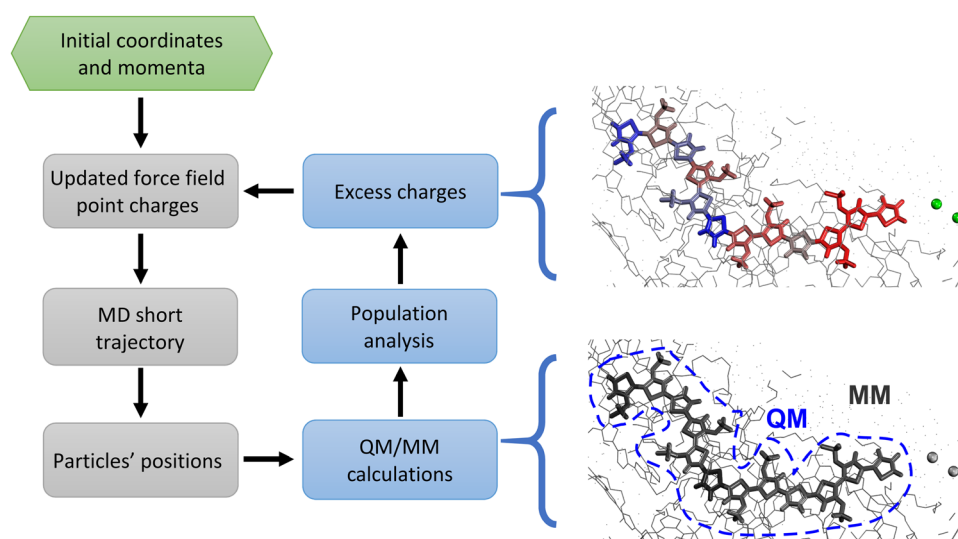 Initial coordinates
and momenta
Updated force field
point charges
Excess charges
MD short
trajectory
Population
analysis
Particles’ positions
QM/MM
calculations
QM
MM